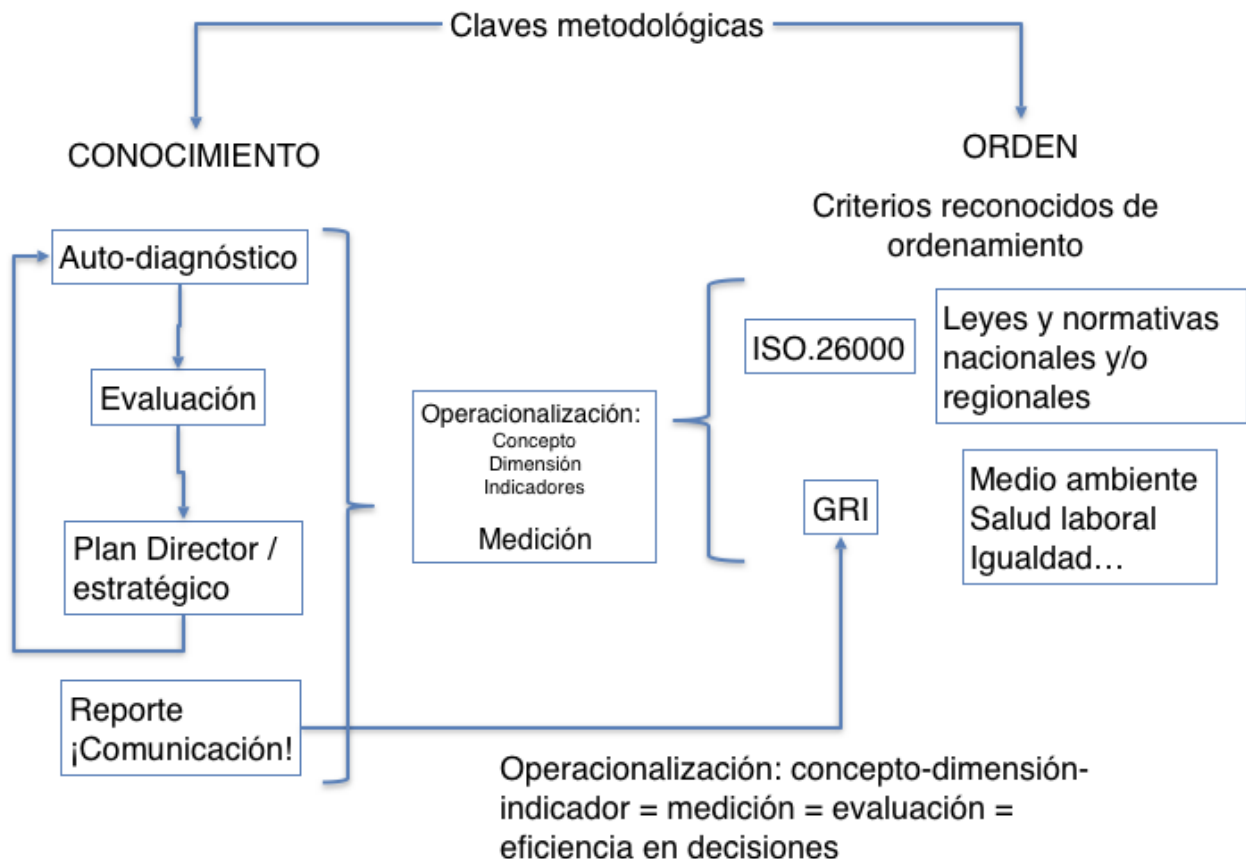 Claves metodológicas
CONOCIMIENTO
ORDEN
Criterios reconocidos de
ordenamiento
Auto-diagnóstico
Evaluación
Plan Director /
estratégico
Reporte
¡Comunicación!
Operacionalización:
Concepto
Dimensión
Indicadores
Medición
ISO.26000
Leyes y normativas
nacionales y/o
regionales
GRI
Medio ambiente
Salud laboral
Igualdad...
Operacionalización: concepto-dimensión-
indicador = medición = evaluación =
eficiencia en decisiones